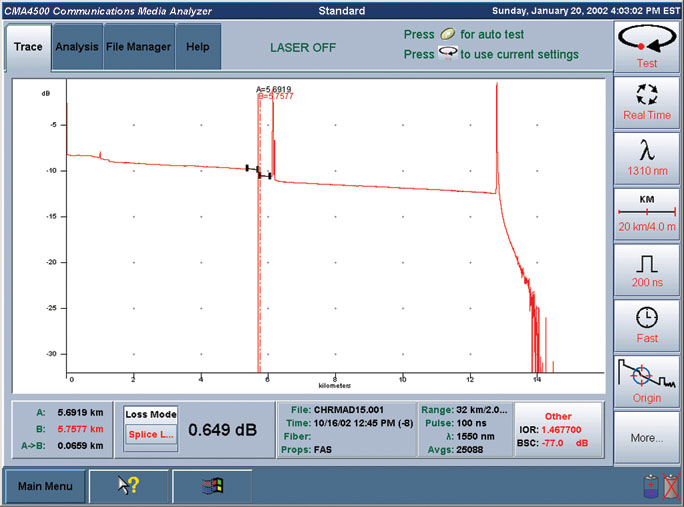 CMA4500 Communications Media Analyzer Standard Sunday, January 20, 2002 4:03:02 PM EST
Trace Analysis File Manager Help
LASER OFF
Press for auto test
Press to use current settings
Test
Real Time
λ
1310 nm
KM
20 km/4.0 m
200 ns
Fast
Origin
More...
dB
A=5.6919
B=5.7577
-5
-10
-15
-20
-25
-30
0 2 4 6 8 10 12 14
kilometers
A: 5.6919 km
B: 5.7577 km
A->B: 0.0659 km
Loss Mode
Splice L...
0.649 dB
File: CHRMAD15.001
Time: 10/16/02 12:45 PM (-8)
Fiber:
Props: FAS
Range: 32 km/2.0...
Pulse: 100 ns
λ: 1550 nm
Avgs: 25088
Other
IOR: 1.467700
BSC: -77.0 dB
Main Menu
?